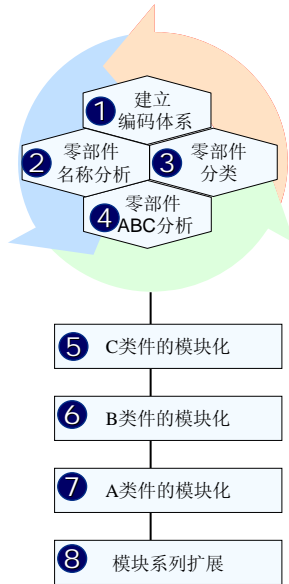 1 建立
编码体系
2 零部件
名称分析
3 零部件
分类
4 零部件
ABC分析
5 C类件的模块化
6 B类件的模块化
7 A类件的模块化
8 模块系列扩展